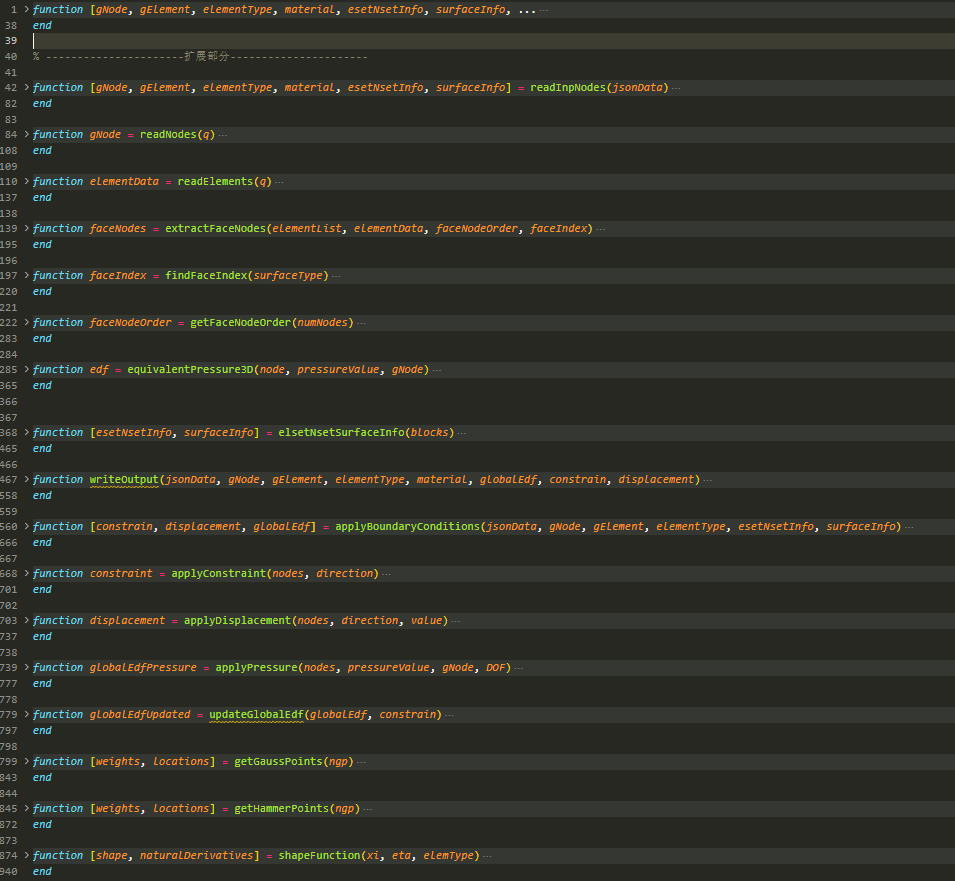 1 > function [gNode, gElement, elementType, material, esetNsetInfo, surfaceInfo, ... ···
38 end
39
40 % ----------------------扩展部分----------------------
41
42 > function [gNode, gElement, elementType, material, esetNsetInfo, surfaceInfo] = readInpNodes(jsonData) ···
82 end
83
84 > function gNode = readNodes(q) ···
108 end
109
110 > function elementData = readElements(q) ···
137 end
138
139 > function faceNodes = extractFaceNodes(elementList, elementData, faceNodeOrder, faceIndex) ···
195 end
196
197 > function faceIndex = findFaceIndex(surfaceType) ···
220 end
221
222 > function faceNodeOrder = getFaceNodeOrder(numNodes) ···
283 end
284
285 > function edf = equivalentPressure3D(node, pressureValue, gNode) ···
365 end
366
367
368 > function [esetNsetInfo, surfaceInfo] = elsetNsetSurfaceInfo(blocks) ···
465 end
466
467 > function writeOutput(jsonData, gNode, gElement, elementType, material, globalEdf, constrain, displacement) ···
558 end
559
560 > function [constrain, displacement, globalEdf] = applyBoundaryConditions(jsonData, gNode, gElement, elementType, esetNsetInfo, surfaceInfo) ···
666 end
667
668 > function constraint = applyConstraint(nodes, direction) ···
701 end
702
703 > function displacement = applyDisplacement(nodes, direction, value) ···
737 end
738
739 > function globalEdfPressure = applyPressure(nodes, pressureValue, gNode, DOF) ···
777 end
778
779 > function globalEdfUpdated = updateGlobalEdf(globalEdf, constrain) ···
797 end
798
799 > function [weights, locations] = getGaussPoints(ngp) ···
843 end
844
845 > function [weights, locations] = getHammerPoints(ngp) ···
872 end
873
874 > function [shape, naturalDerivatives] = shapeFunction(xi, eta, elemType) ···
940 end